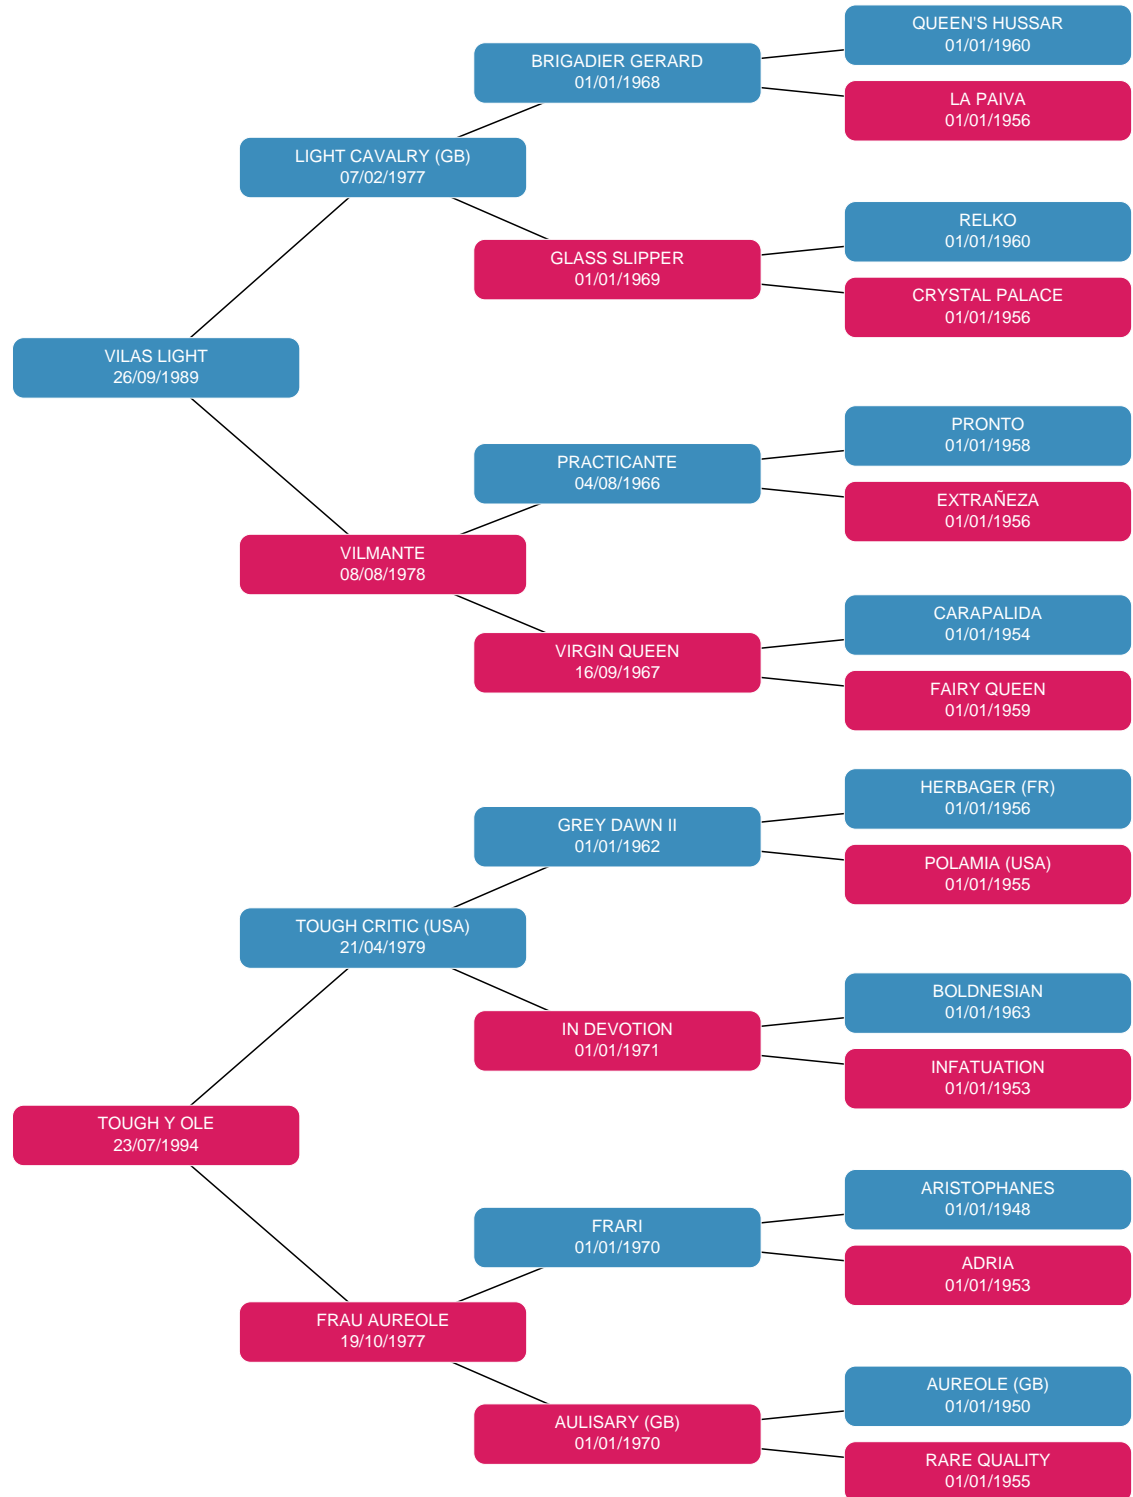 QUEEN'S HUSSAR
01/01/1960
BRIGADIER GERARD
01/01/1968
LA PAIVA
01/01/1956
LIGHT CAVALRY (GB)
07/02/1977
RELKO
01/01/1960
GLASS SLIPPER
01/01/1969
CRYSTAL PALACE
01/01/1956
VILAS LIGHT
26/09/1989
PRONTO
01/01/1958
PRACTICANTE
04/08/1966
EXTRAÑEZA
01/01/1956
VILMANTE
08/08/1978
CARAPALIDA
01/01/1954
VIRGIN QUEEN
16/09/1967
FAIRY QUEEN
01/01/1959
HERBAGER (FR)
01/01/1956
GREY DAWN II
01/01/1962
POLAMIA (USA)
01/01/1955
TOUGH CRITIC (USA)
21/04/1979
BOLDNESIAN
01/01/1963
IN DEVOTION
01/01/1971
INFATUATION
01/01/1953
TOUGH Y OLE
23/07/1994
ARISTOPHANES
01/01/1948
FRARI
01/01/1970
ADRIA
01/01/1953
FRAU AUREOLE
19/10/1977
AUREOLE (GB)
01/01/1950
AULISARY (GB)
01/01/1970
RARE QUALITY
01/01/1955